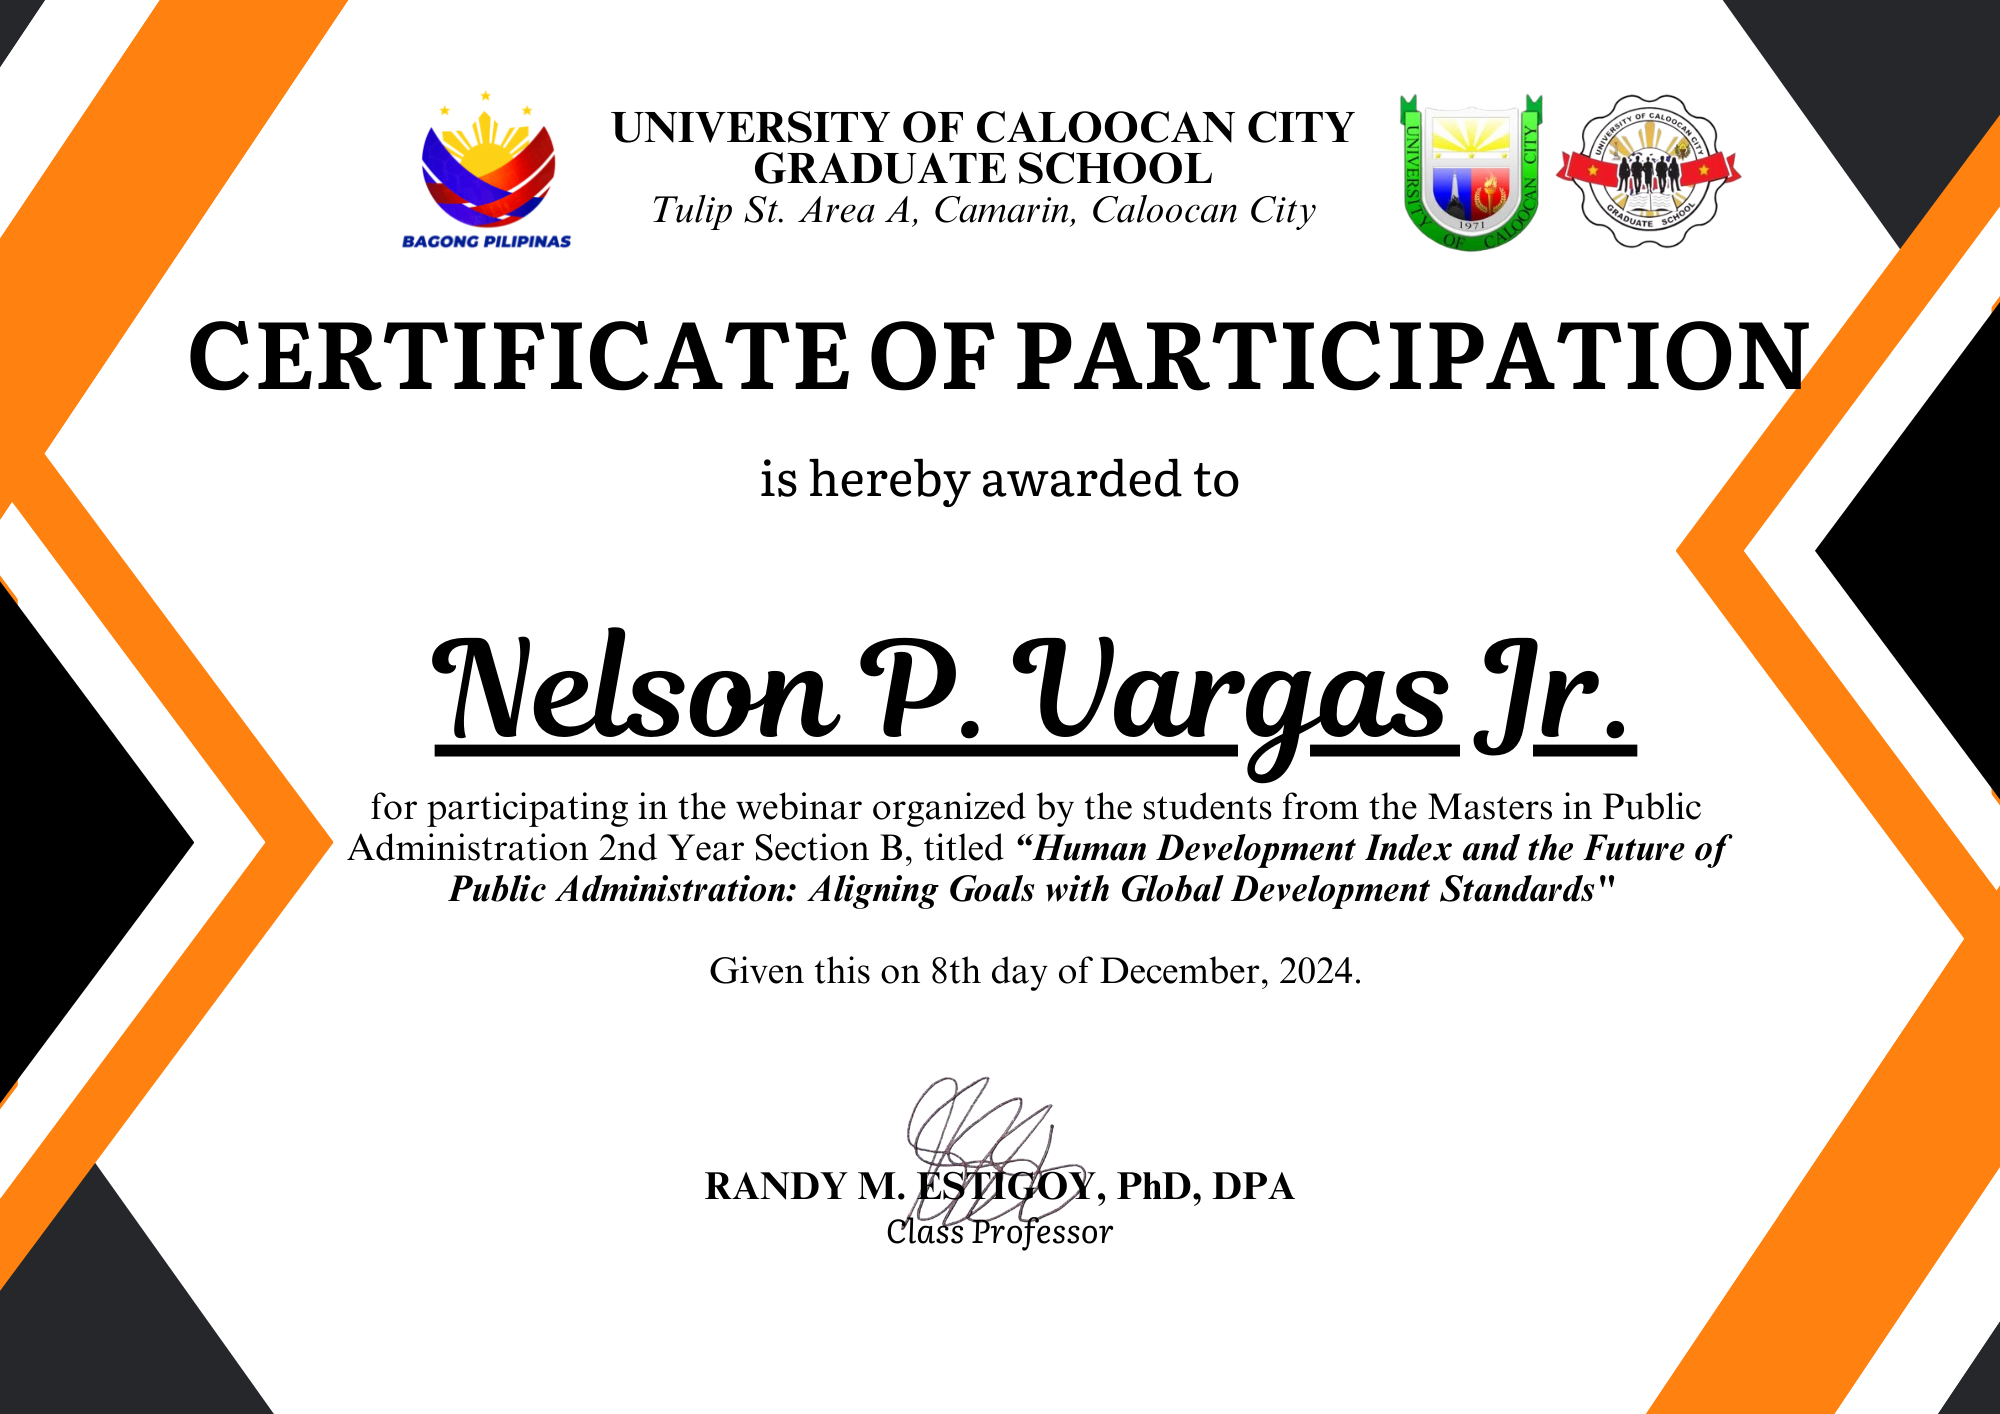 BAGONG PILIPINAS
UNIVERSITY OF CALOOCAN CITY
GRADUATE SCHOOL
Tulip St. Area A, Camarin, Caloocan City
UNIVERSITY OF CALOOCAN CITY
1971
UNIVERSITY OF CALOOCAN CITY
GRADUATE SCHOOL
CERTIFICATE OF PARTICIPATION
is hereby awarded to
Nelson P. Vargas Jr.
for participating in the webinar organized by the students from the Masters in Public
Administration 2nd Year Section B, titled “Human Development Index and the Future of
Public Administration: Aligning Goals with Global Development Standards"
Given this on 8th day of December, 2024.
RANDY M. ESTIGOY, PhD, DPA
Class Professor